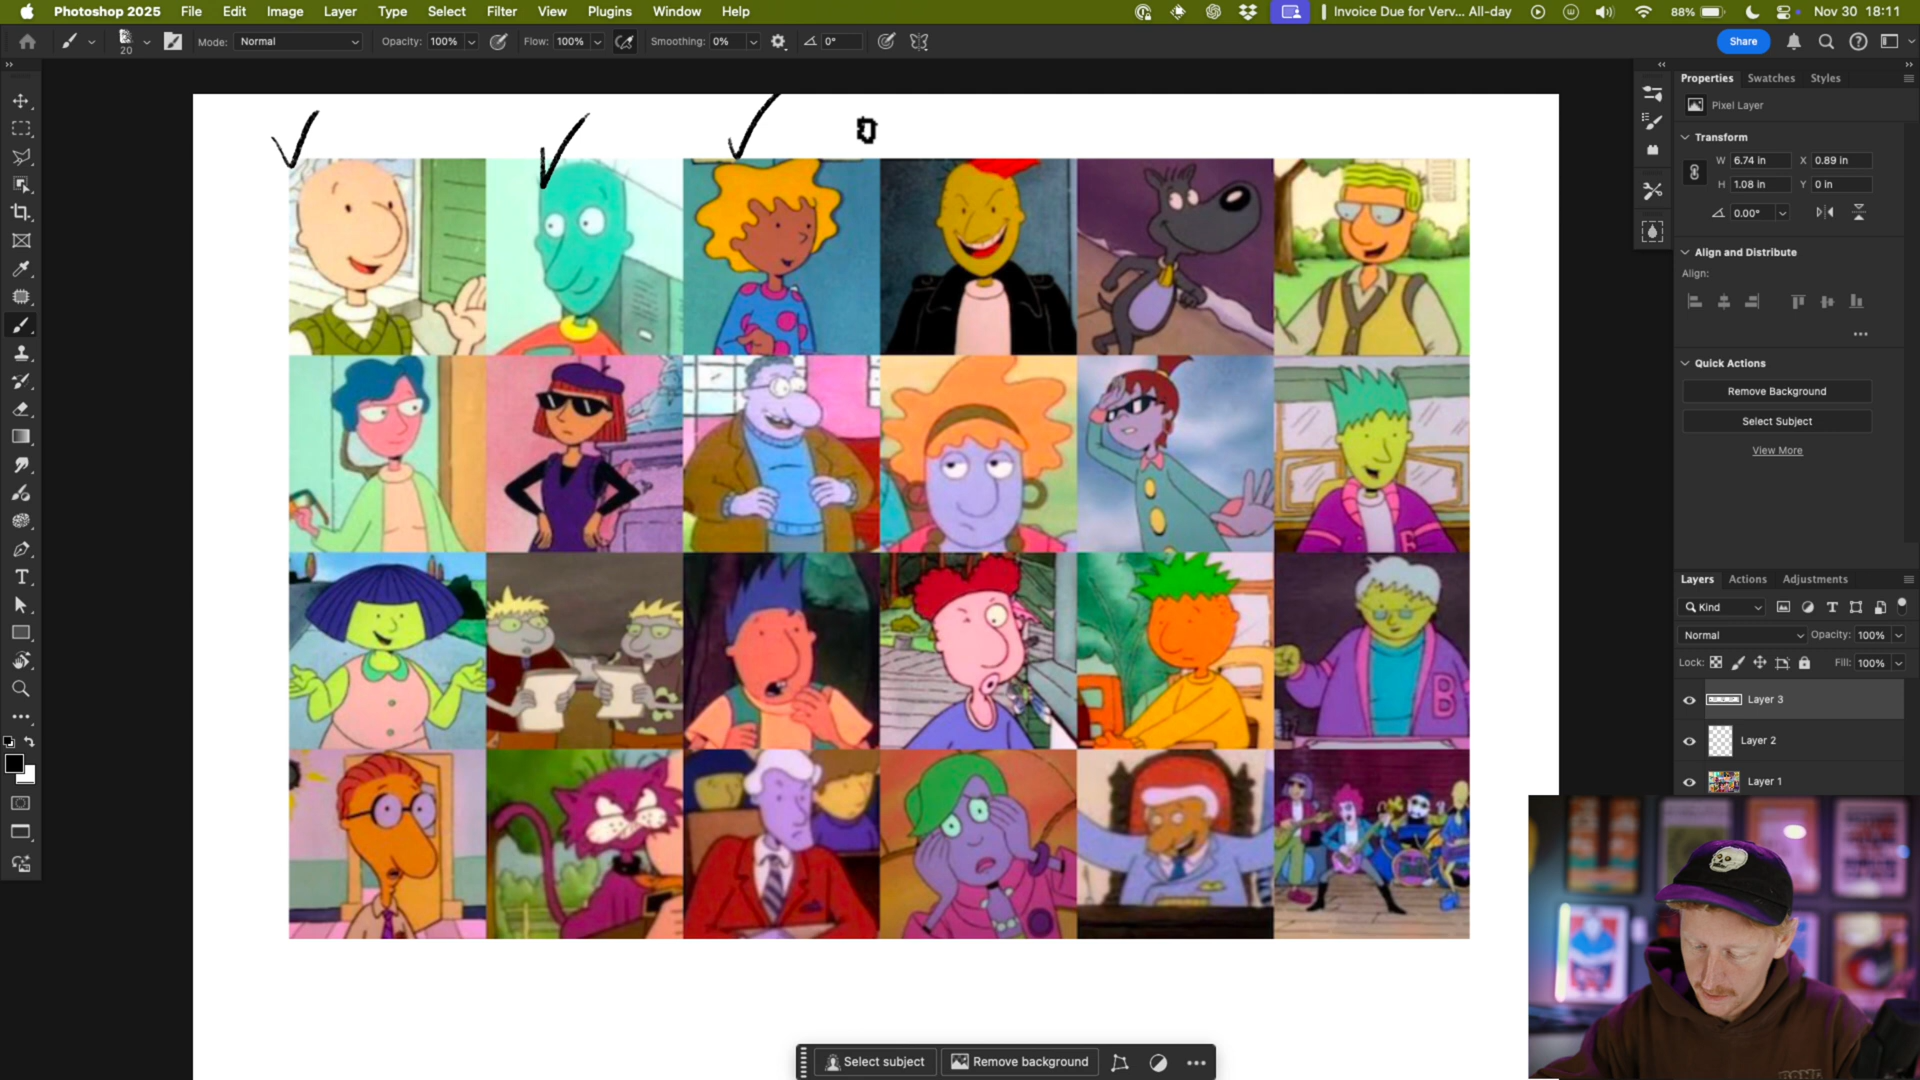 Photoshop 2025 File Edit Image Layer Type Select Filter View Plugins Window Help Invoice Due for Verv... All-day 88% Nov 30 18:11
20 Mode: Normal Opacity: 100% Flow: 100% Smoothing: 0% 0° Share
Properties Swatches Styles
Pixel Layer
Transform
W 6.74 in X 0.89 in
H 1.08 in Y 0 in
0.00°
Align and Distribute
Align:
Quick Actions
Remove Background
Select Subject
View More
B
Layers Actions Adjustments
Kind
Normal Opacity: 100%
Lock: Fill: 100%
Layer 3
Layer 2
Layer 1
Select subject Remove background